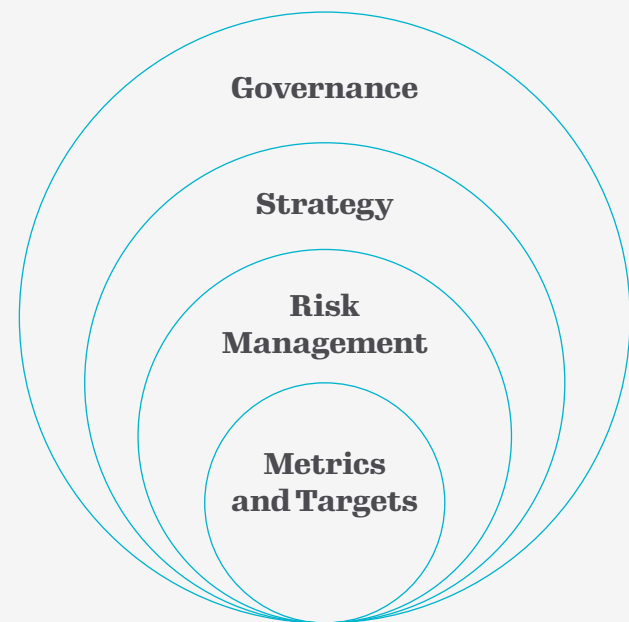 Governance
Strategy
Risk
Management
Metrics
and Targets